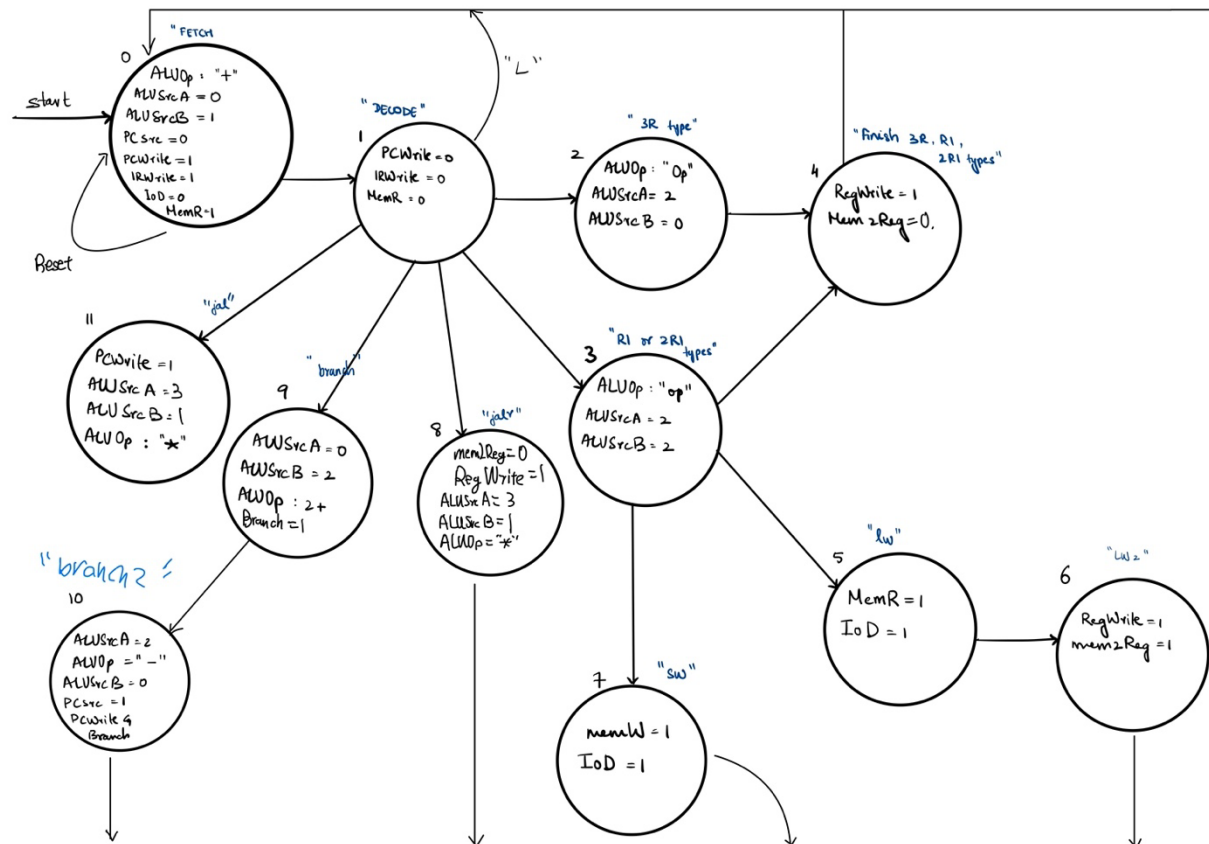 "FETCH
0
ALUOp : "+"
ALUSrcA = 0
ALUSrcB = 1
PCSrc = 0
PCWrite = 1
IRWrite = 1
IoD = 0
MemR = 1
start
Reset
"L"
"DECODE"
1
PCWrite = 0
IRWrite = 0
MemR = 0
"3R type"
2
ALUOp : "Op"
ALUSrcA = 2
ALUSrcB = 0
"Finish 3R, RI,
2RI types"
4
RegWrite = 1
Mem2Reg = 0.
"jal"
11
PCWrite = 1
ALUSrcA = 3
ALUSrcB = 1
ALUOp : "*"
"branch"
9
ALUSrcA = 0
ALUSrcB = 2
ALUOp : 2+
Branch = 1
"jalr"
8
mem2Reg = 0
RegWrite = 1
ALUSrcA = 3
ALUSrcB = 1
ALUOp = "*"
"RI or 2RI
types"
3
ALUOp : "op"
ALUSrcA = 2
ALUSrcB = 2
"lw"
5
MemR = 1
IoD = 1
"LW2"
6
RegWrite = 1
mem2Reg = 1
"branch2"
10
ALUSrcA = 2
ALUOp = "-"
ALUSrcB = 0
PCSrc = 1
PCWrite &
Branch
"sw"
7
memW = 1
IoD = 1